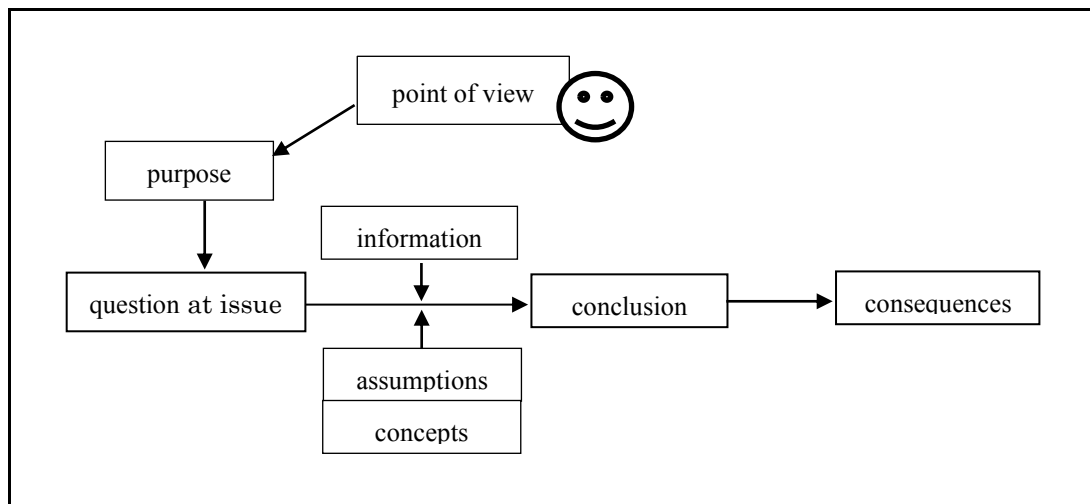 point of view
purpose
information
question at issue
conclusion
consequences
assumptions
concepts